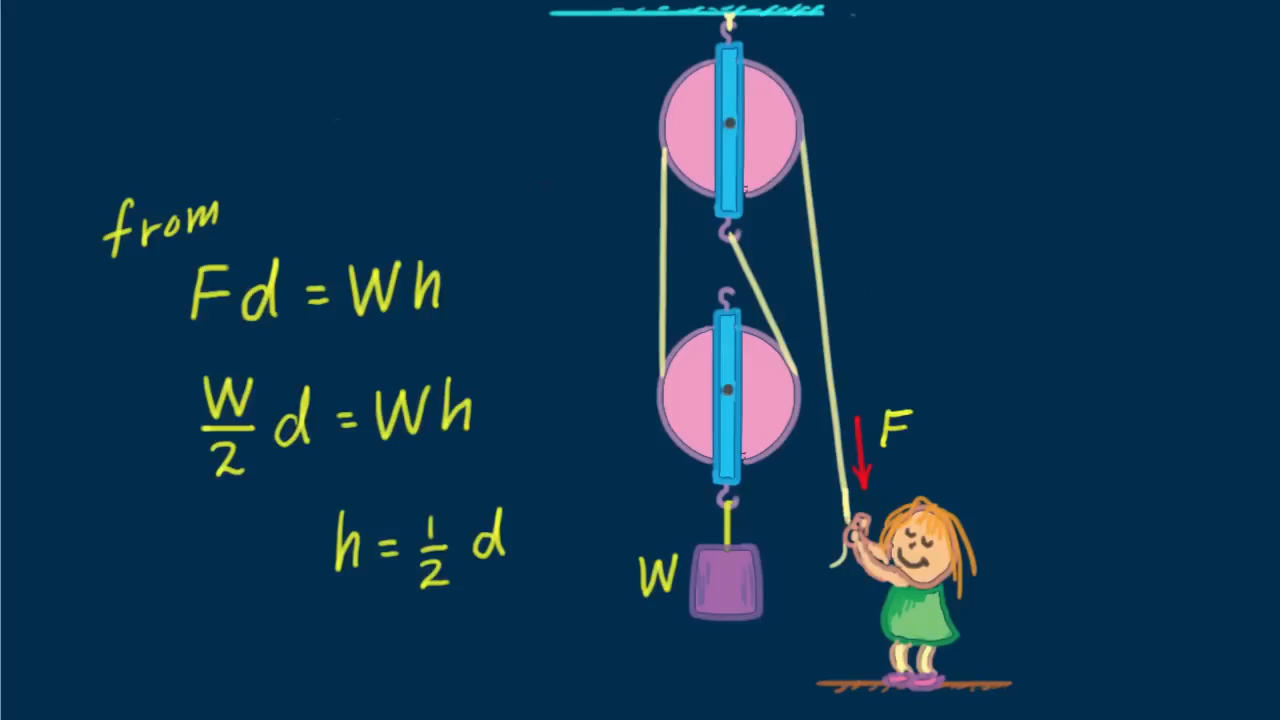 from
Fd = Wh
W/2 d = Wh
h = 1/2 d
F
W